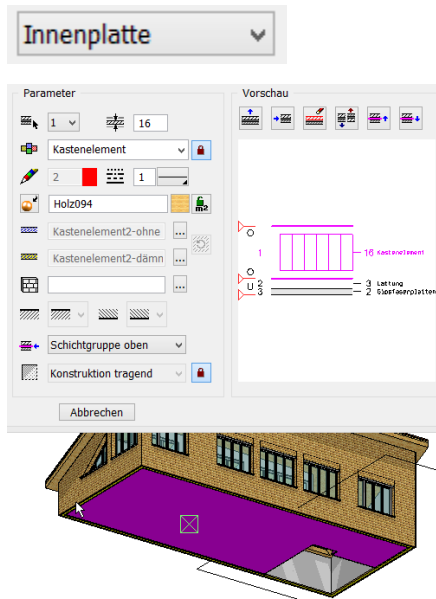 Innenplatte
Parameter
Vorschau
1
16
Kastenelement
2
1
Holz094
m2
Kastenelement2-ohne
...
Kastenelement2-dämn
...
...
Schichtgruppe oben
Konstruktion tragend
Abbrechen
O
1
16 Kastenelement
O
U 2
3 Lattung
3
2 Gipsfaserplatten